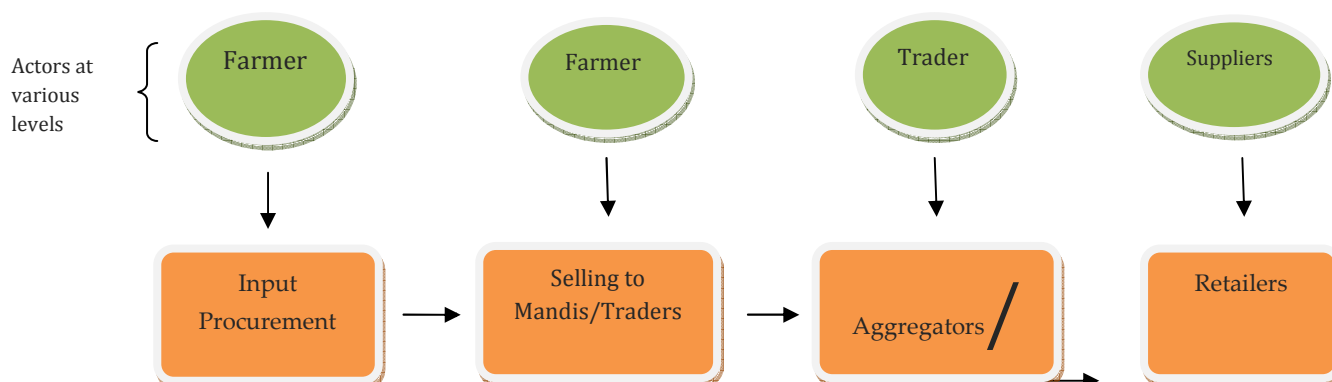 Actors at
various
levels
Farmer
Farmer
Trader
Suppliers
Input
Procurement
Selling to
Mandis/Traders
Aggregators /
Retailers